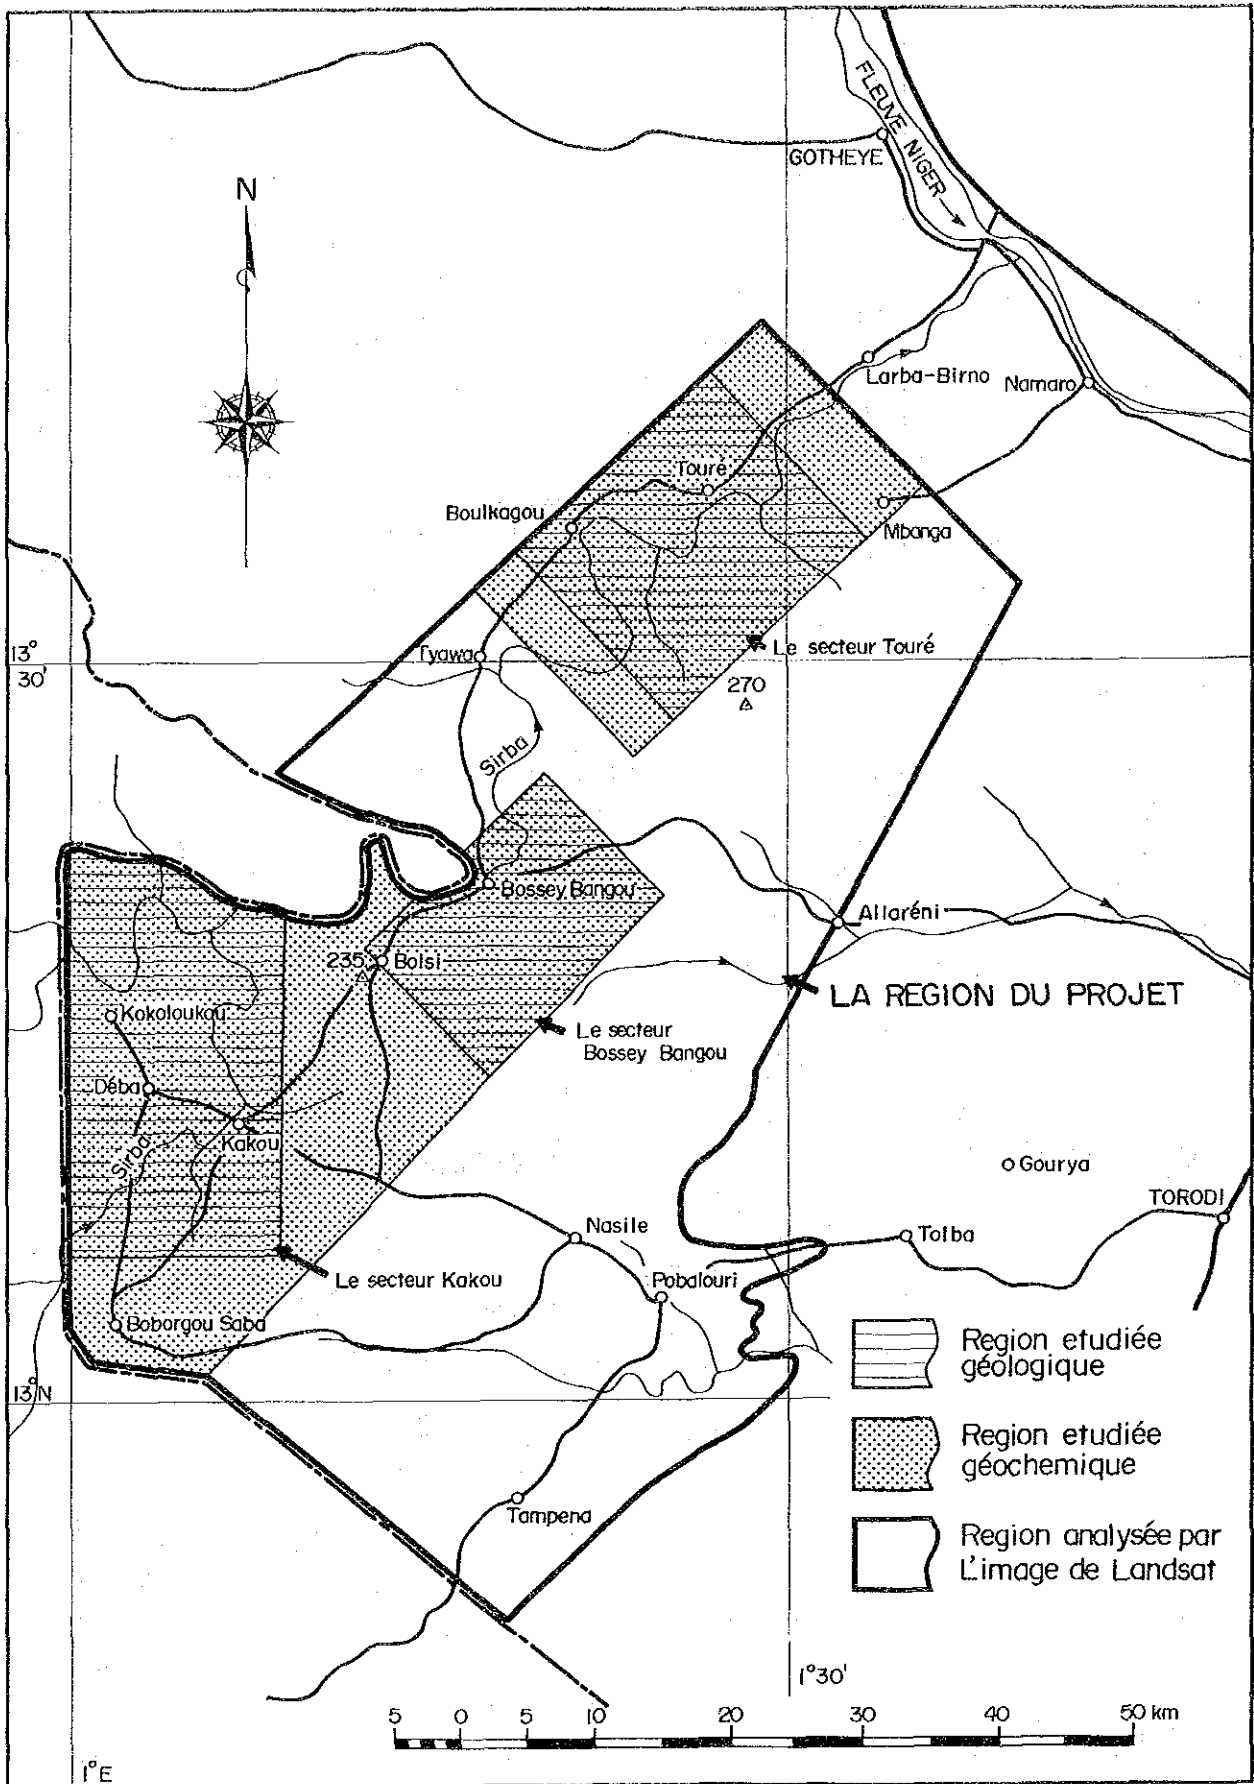 FLEUVE NIGER
GOTHEYE
N
Larba-Birno
Namaro
Touré
Boulkagou
Mbanga
13°
30'
Tyawa
Le secteur Touré
270
Sirba
Bossey Bangou
Allaréni
235
Bolsi
LA REGION DU PROJET
Kokoloukou
Le secteur
Bossey Bangou
Déba
Kakou
Sirba
Gourya
TORODI
Nasile
Tolba
Le secteur Kakou
Pobalouri
Boborgou Saba
Region etudiée
géologique
13°N
Region etudiée
géochemique
Tampena
Region analysée par
L'image de Landsat
1°30'
5 0 5 10 20 30 40 50 km
1°E